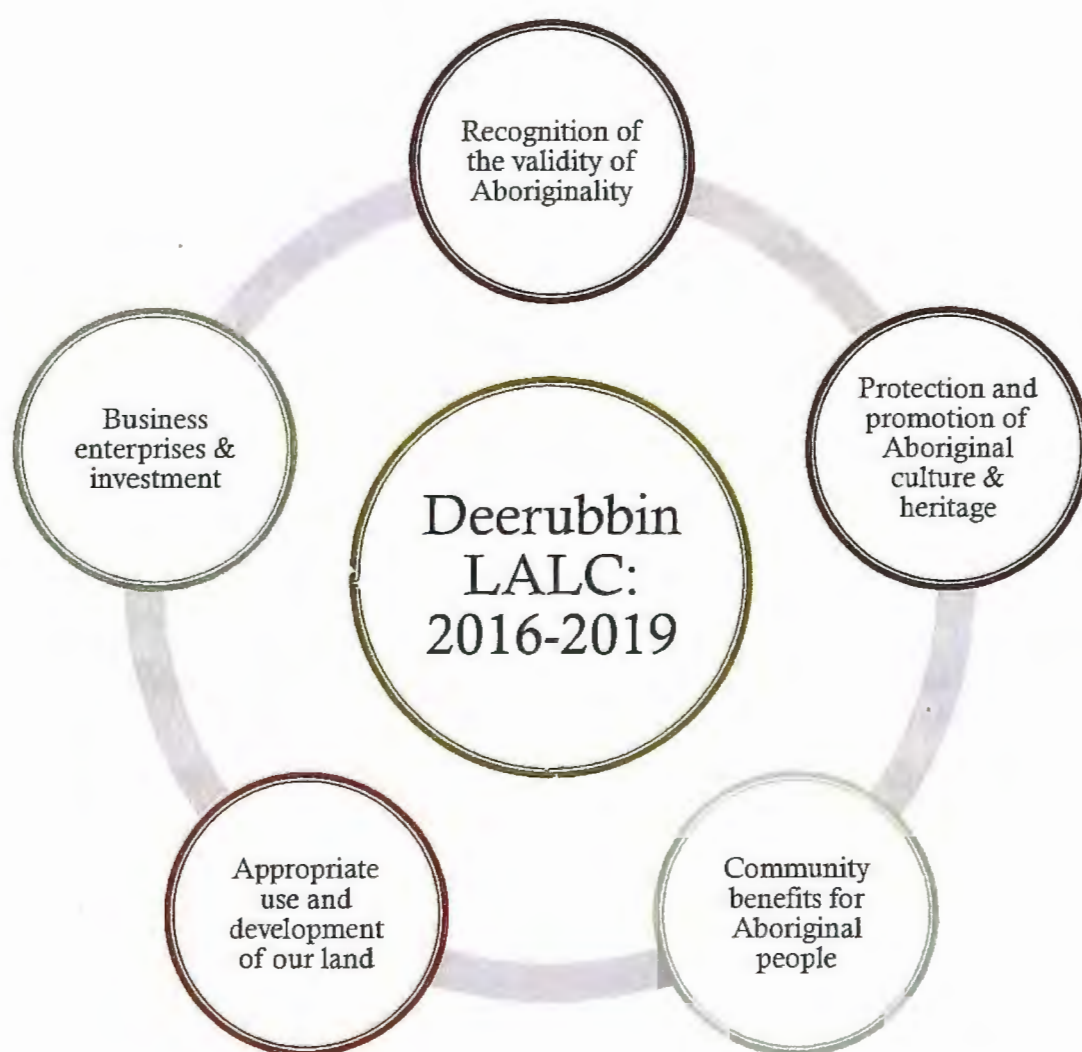 Recognition of
the validity of
Aboriginality
Protection and
promotion of
Aboriginal
culture &
heritage
Community
benefits for
Aboriginal
people
Appropriate
use and
development
of our land
Business
enterprises &
investment
Deerubbin
LALC:
2016-2019